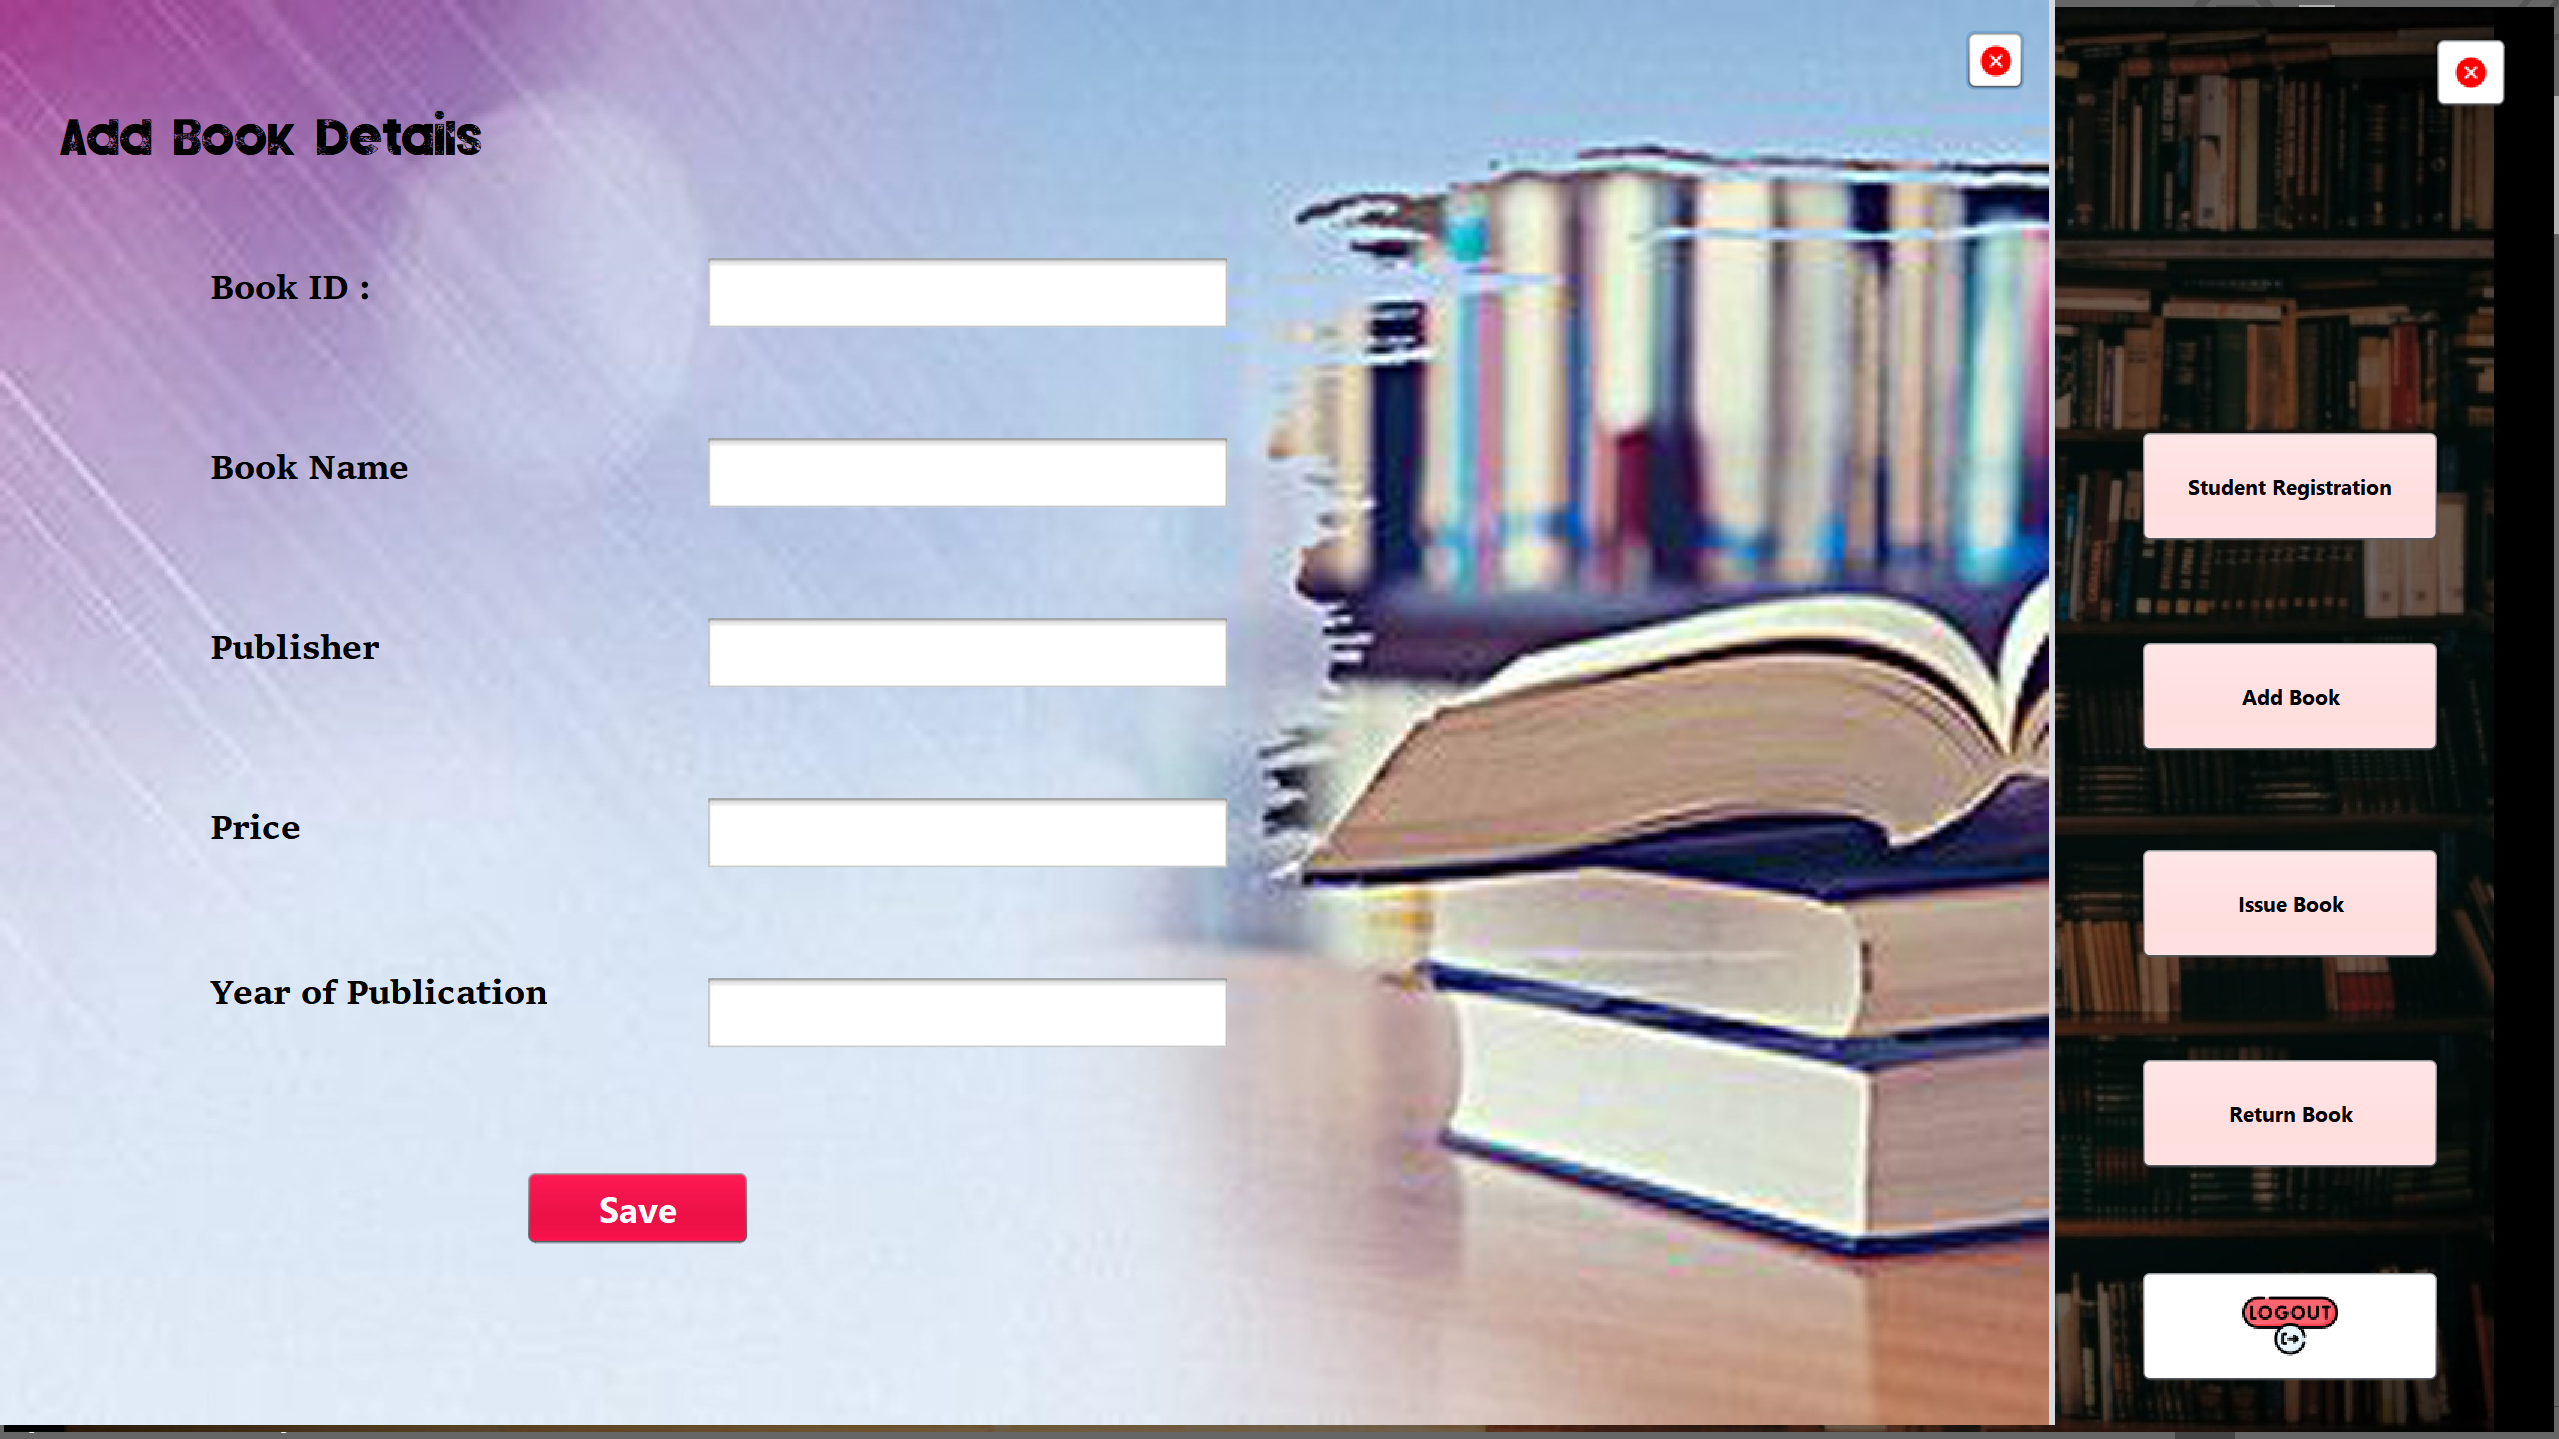 Add Book Details
Book ID :
Book Name
Publisher
Price
Year of Publication
Save
Student Registration
Add Book
Issue Book
Return Book
LOGOUT